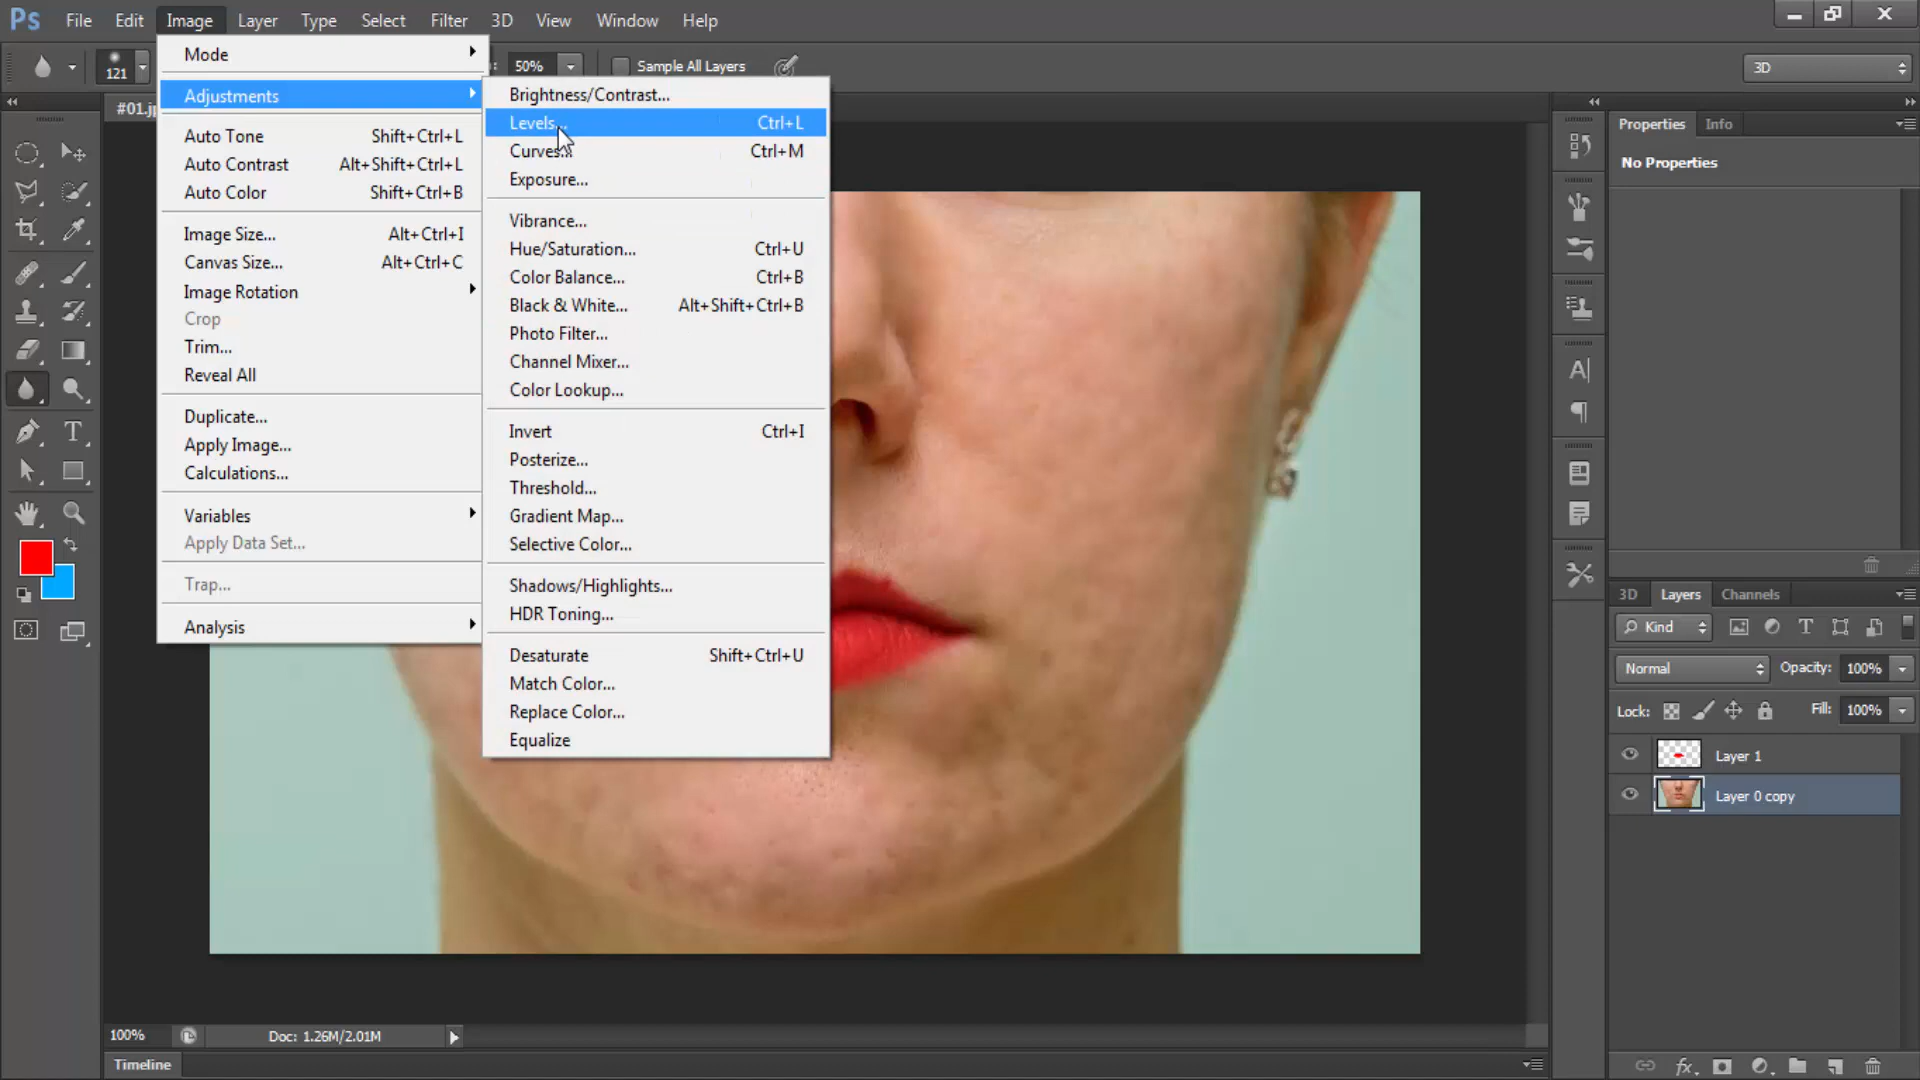 Ps File Edit Image Layer Type Select Filter 3D View Window Help
121 50% Sample All Layers 3D
#01.jp
Mode
Adjustments
Auto Tone Shift+Ctrl+L
Auto Contrast Alt+Shift+Ctrl+L
Auto Color Shift+Ctrl+B
Image Size... Alt+Ctrl+I
Canvas Size... Alt+Ctrl+C
Image Rotation
Crop
Trim...
Reveal All
Duplicate...
Apply Image...
Calculations...
Variables
Apply Data Set...
Trap...
Analysis
Brightness/Contrast...
Levels... Ctrl+L
Curves... Ctrl+M
Exposure...
Vibrance...
Hue/Saturation... Ctrl+U
Color Balance... Ctrl+B
Black & White... Alt+Shift+Ctrl+B
Photo Filter...
Channel Mixer...
Color Lookup...
Invert Ctrl+I
Posterize...
Threshold...
Gradient Map...
Selective Color...
Shadows/Highlights...
HDR Toning...
Desaturate Shift+Ctrl+U
Match Color...
Replace Color...
Equalize
Properties Info
No Properties
3D Layers Channels
Kind
Normal Opacity: 100%
Lock: Fill: 100%
Layer 1
Layer 0 copy
100% Doc: 1.26M/2.01M
Timeline